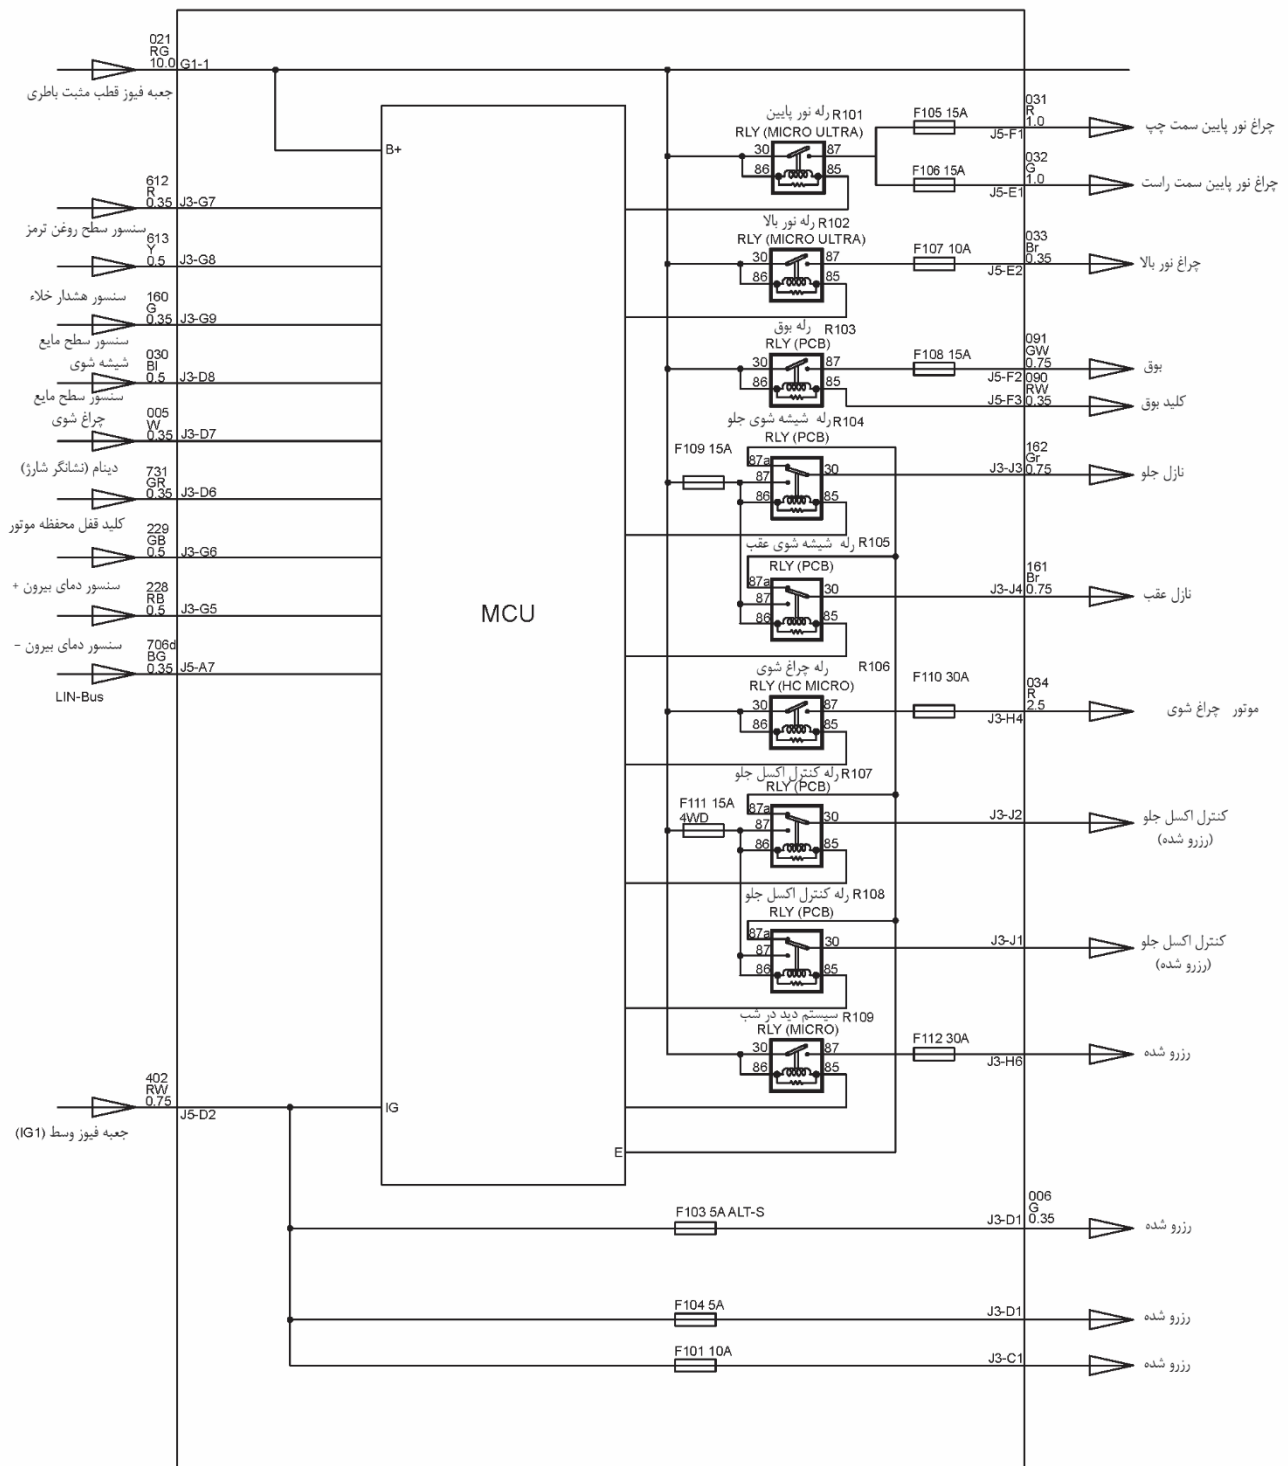 021
RG
10.0 G1-1
جعبه فیوز قطب مثبت باطری
B+
612
R
0.35 J3-G7
سنسور سطح روغن ترمز
613
Y
0.5 J3-G8
سنسور هشدار خلاء
160
G
0.35 J3-G9
سنسور سطح مایع
شیشه شوی
030
Bl
0.5 J3-D8
سنسور سطح مایع
چراغ شوی
005
W
0.35 J3-D7
دینام (نشانگر شارژ)
731
GR
0.35 J3-D6
کلید قفل محفظه موتور
229
GB
0.5 J3-G6
سنسور دمای بیرون +
228
RB
0.5 J3-G5
سنسور دمای بیرون –
706d
BG
0.35 J5-A7
LIN-Bus
MCU
402
RW
0.75
J5-D2
جعبه فیوز وسط (IG1)
IG
E
رله نور پایین R101
RLY (MICRO ULTRA)
30 87
86 85
F105 15A
031
R
1.0
J5-F1
چراغ نور پایین سمت چپ
F106 15A
032
G
1.0
J5-E1
چراغ نور پایین سمت راست
رله نور بالا R102
RLY (MICRO ULTRA)
30 87
86 85
F107 10A
033
Br
0.35
J5-E2
چراغ نور بالا
رله بوق R103
RLY (PCB)
30 87
86 85
F108 15A
091
GW
0.75
J5-F2
بوق
090
RW
0.35
J5-F3
کلید بوق
رله شیشه شوی جلو R104
RLY (PCB)
F109 15A
87a
87 30
86 85
162
Gr
0.75
J3-J3
نازل جلو
رله شیشه شوی عقب R105
RLY (PCB)
87a
87 30
86 85
161
Br
0.75
J3-J4
نازل عقب
رله چراغ شوی R106
RLY (HC MICRO)
30 87
86 85
F110 30A
034
R
2.5
J3-H4
موتور چراغ شوی
رله کنترل اکسل جلو R107
RLY (PCB)
F111 15A
4WD
87a
87 30
86 85
J3-J2
کنترل اکسل جلو
(رزرو شده)
رله کنترل اکسل جلو R108
RLY (PCB)
87a
87 30
86 85
J3-J1
کنترل اکسل جلو
(رزرو شده)
سیستم دید در شب R109
RLY (MICRO)
30 87
86 85
F112 30A
J3-H6
رزرو شده
F103 5A ALT-S
006
G
0.35
J3-D1
رزرو شده
F104 5A
J3-D1
رزرو شده
F101 10A
J3-C1
رزرو شده